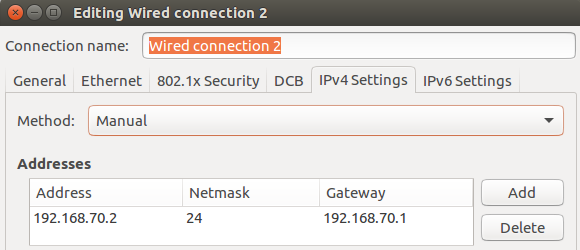 Editing Wired connection 2
Connection name: Wired connection 2
General Ethernet 802.1x Security DCB IPv4 Settings IPv6 Settings
Method: Manual
Addresses
Address Netmask Gateway Add
192.168.70.2 24 192.168.70.1
Delete